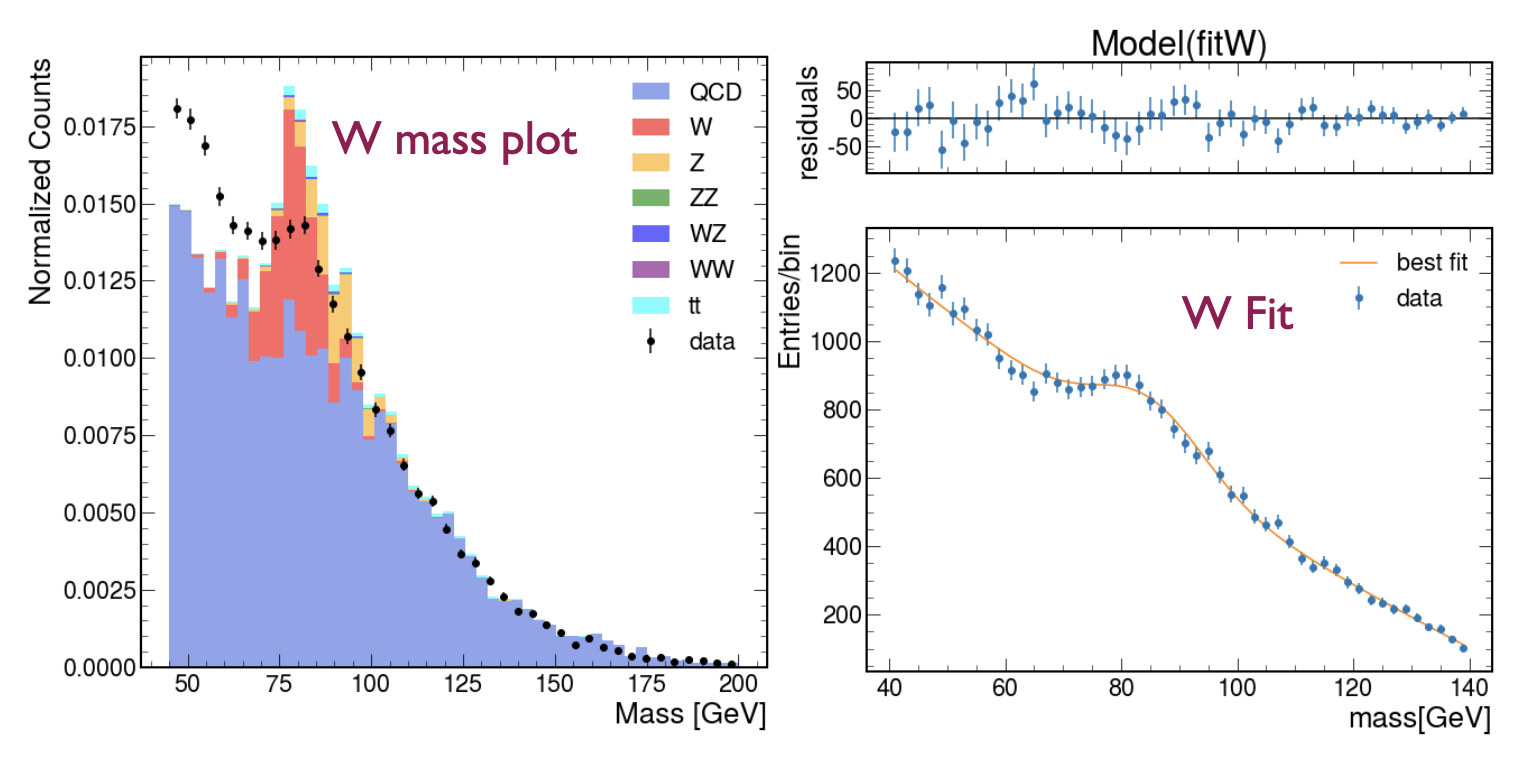 Normalized Counts
0.0175
0.0150
0.0125
0.0100
0.0075
0.0050
0.0025
0.0000
50 75 100 125 150 175 200
Mass [GeV]
W mass plot
QCD
W
Z
ZZ
WZ
WW
tt
data
Model(fitW)
residuals
50
0
-50
Entries/bin
1200
1000
800
600
400
200
best fit
data
W Fit
40 60 80 100 120 140
mass[GeV]